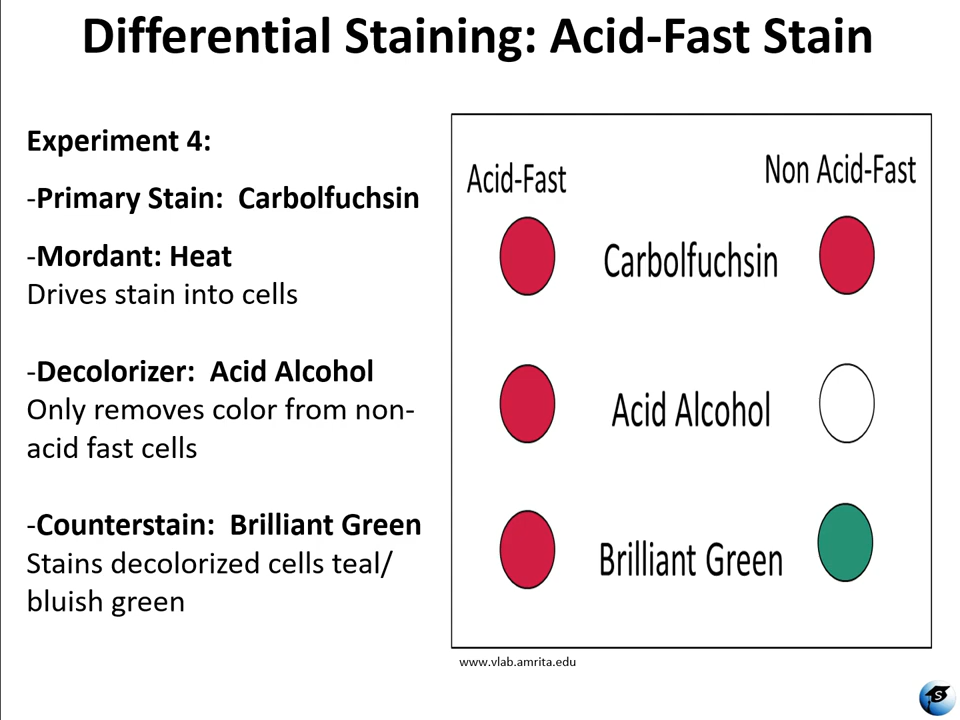 Differential Staining: Acid-Fast Stain
Experiment 4:
-Primary Stain:  Carbolfuchsin
-Mordant: Heat
Drives stain into cells
-Decolorizer:  Acid Alcohol
Only removes color from non-
acid fast cells
-Counterstain:  Brilliant Green
Stains decolorized cells teal/
bluish green
Acid-Fast
Non Acid-Fast
Carbolfuchsin
Acid Alcohol
Brilliant Green
www.vlab.amrita.edu
S